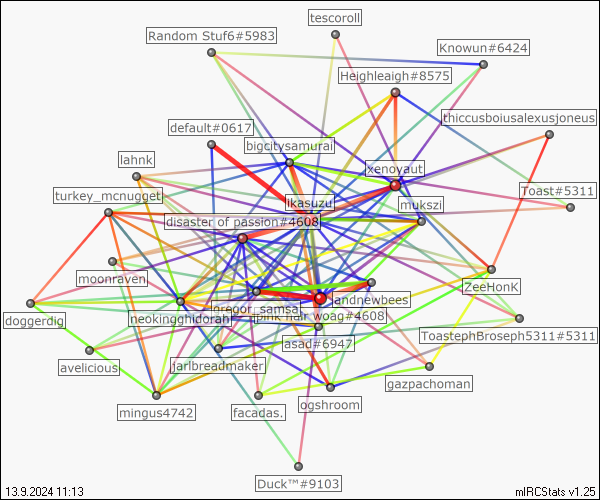 tescoroll
Random Stuf6#5983
Knowun#6424
Heighleaigh#8575
thiccusboiusalexusjoneus
default#0617
bigcitysamurai
lahnk
xenoyaut
turkey_mcnugget
Toast#5311
ikasuzu
mukszi
disaster of passion#4608
moonraven
ZeeHonK
andnewbees
doggerdig
neokingghidorah
gregor_samsa
pink hair woag#4608
ToastephBroseph5311#5311
asad#6947
avelicious
jarlbreadmaker
gazpachoman
mingus4742
facadas.
ogshroom
Duck™#9103
13.9.2024 11:13
mIRCStats v1.25